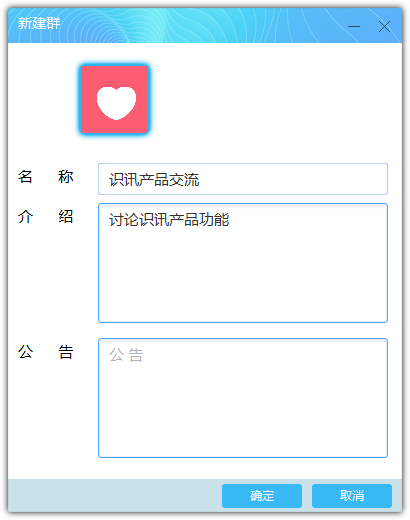 新建群
名 称
识讯产品交流
介 绍
讨论识讯产品功能
公 告
公 告
确定
取消